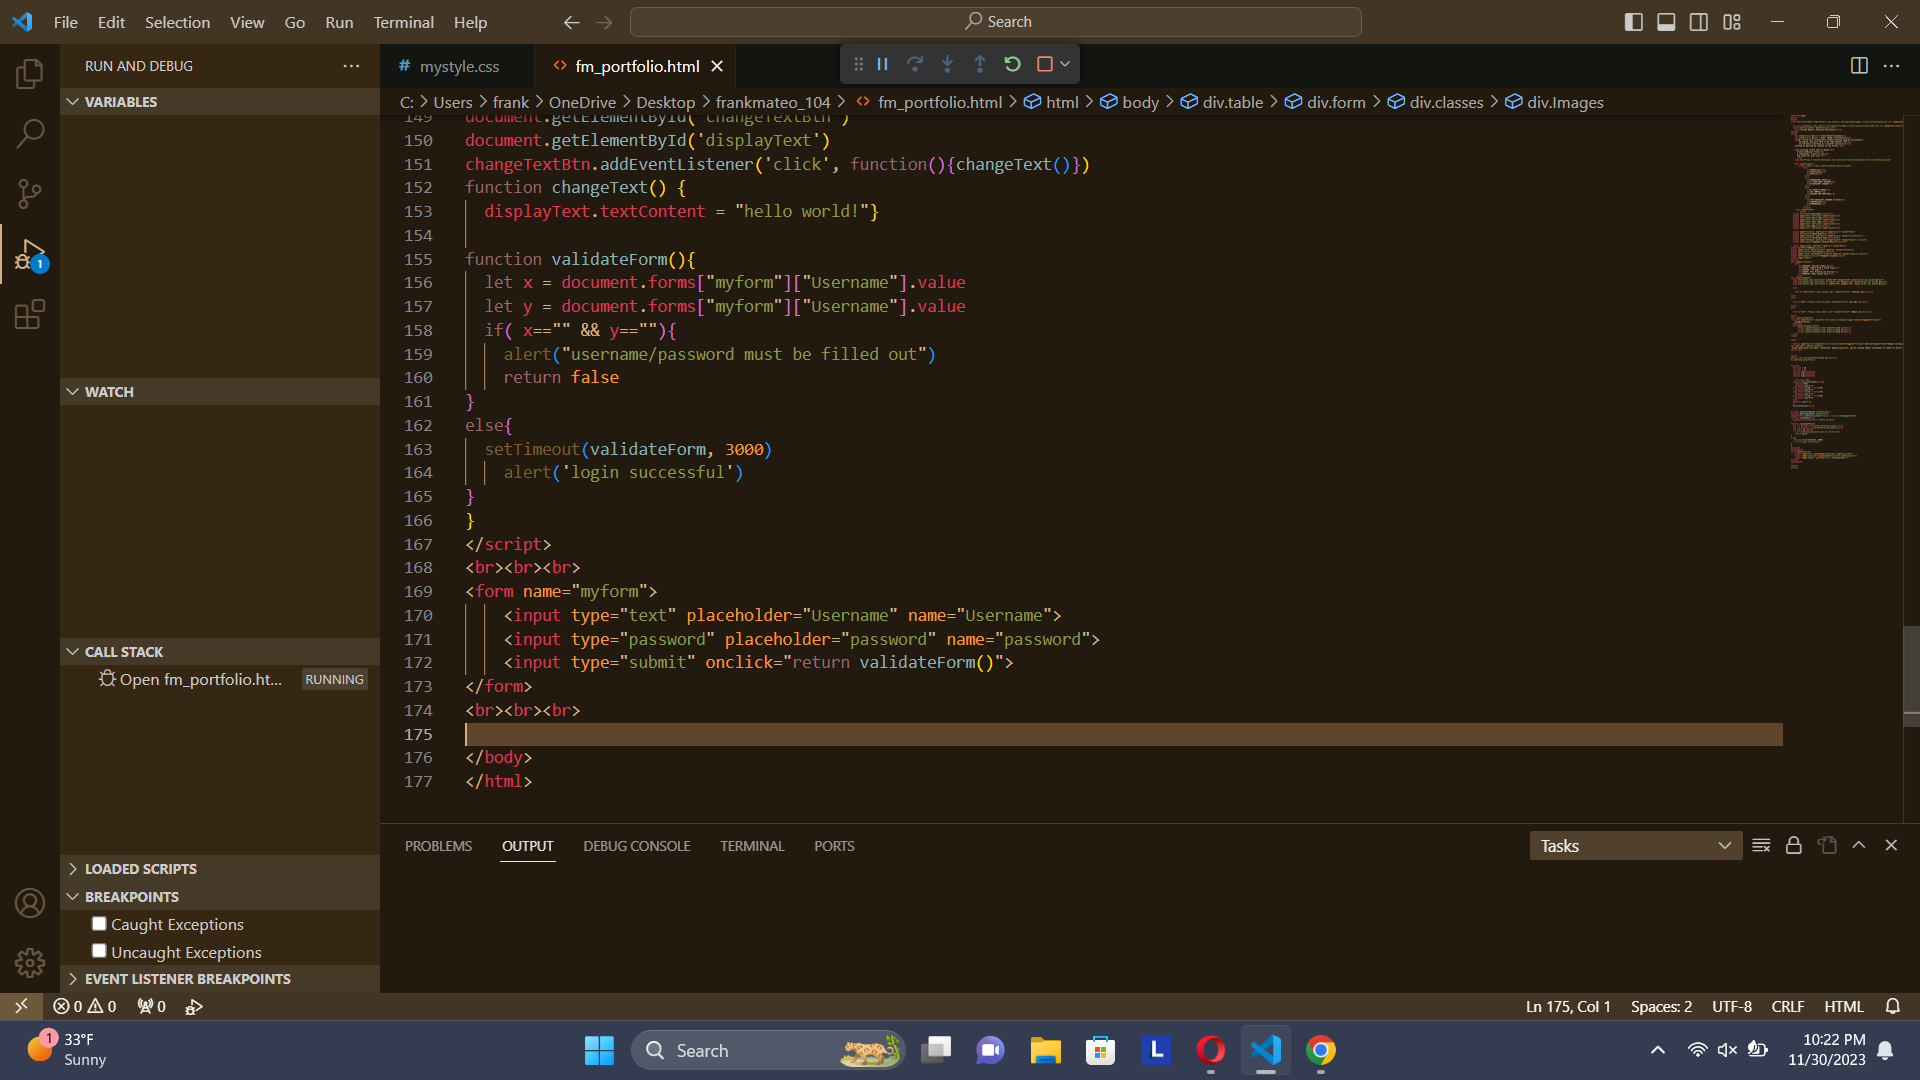 File Edit Selection View Go Run Terminal Help
Search
RUN AND DEBUG
mystyle.css
fm_portfolio.html
C: > Users > frank > OneDrive > Desktop > frankmateo_104 > fm_portfolio.html > html > body > div.table > div.form > div.classes > div.Images
VARIABLES
WATCH
CALL STACK
Open fm_portfolio.ht... RUNNING
LOADED SCRIPTS
BREAKPOINTS
Caught Exceptions
Uncaught Exceptions
EVENT LISTENER BREAKPOINTS
149 document.getElementById('changeTextBtn')
150 document.getElementById('displayText')
151 changeTextBtn.addEventListener('click', function(){changeText()})
152 function changeText() {
153 displayText.textContent = "hello world!"}
154
155 function validateForm(){
156 let x = document.forms["myform"]["Username"].value
157 let y = document.forms["myform"]["Username"].value
158 if( x=="" && y==""){
159 alert("username/password must be filled out")
160 return false
161 }
162 else{
163 setTimeout(validateForm, 3000)
164 alert('login successful')
165 }
166 }
167 </script>
168 <br><br><br>
169 <form name="myform">
170 <input type="text" placeholder="Username" name="Username">
171 <input type="password" placeholder="password" name="password">
172 <input type="submit" onclick="return validateForm()">
173 </form>
174 <br><br><br>
175
176 </body>
177 </html>
PROBLEMS OUTPUT DEBUG CONSOLE TERMINAL PORTS
Tasks
0 0 0
Ln 175, Col 1 Spaces: 2 UTF-8 CRLF HTML
1
33°F
Sunny
Search
L
10:22 PM
11/30/2023